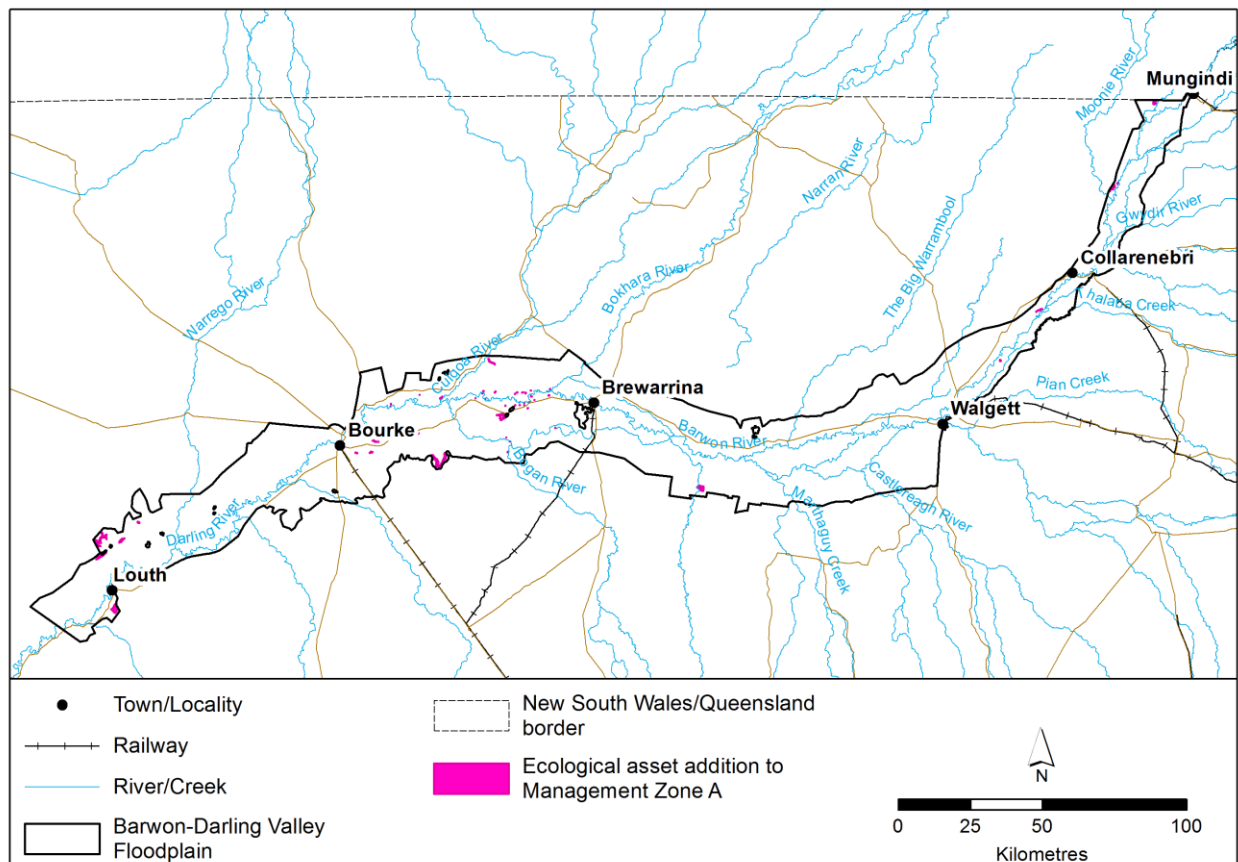 Mungindi
Moonie River
Narran River
Gwydir River
The Big Warrambool
Collarenebri
Thalaba Creek
Bokhara River
Narrego River
Culgoa River
Brewarrina
Pian Creek
Walgett
Bourke
Barwon River
Bogan River
Castlereagh River
Marthaguy Creek
Darling River
Louth
Town/Locality
Railway
River/Creek
Barwon-Darling Valley
Floodplain
New South Wales/Queensland
border
Ecological asset addition to
Management Zone A
N
0 25 50 100
Kilometres